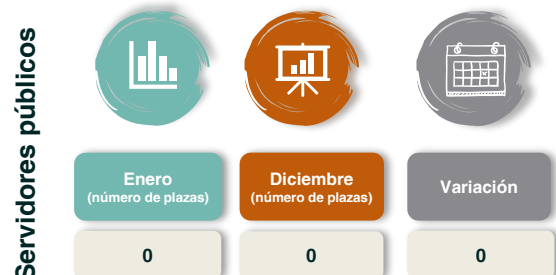 Servidores públicos
Enero
(número de plazas)
Diciembre
(número de plazas)
Variación
0
0
0